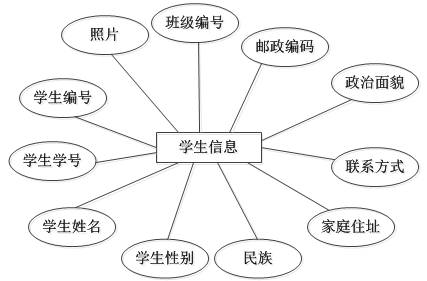 班级编号
照片
邮政编码
政治面貌
学生编号
学生信息
学生学号
联系方式
学生姓名
家庭住址
学生性别
民族